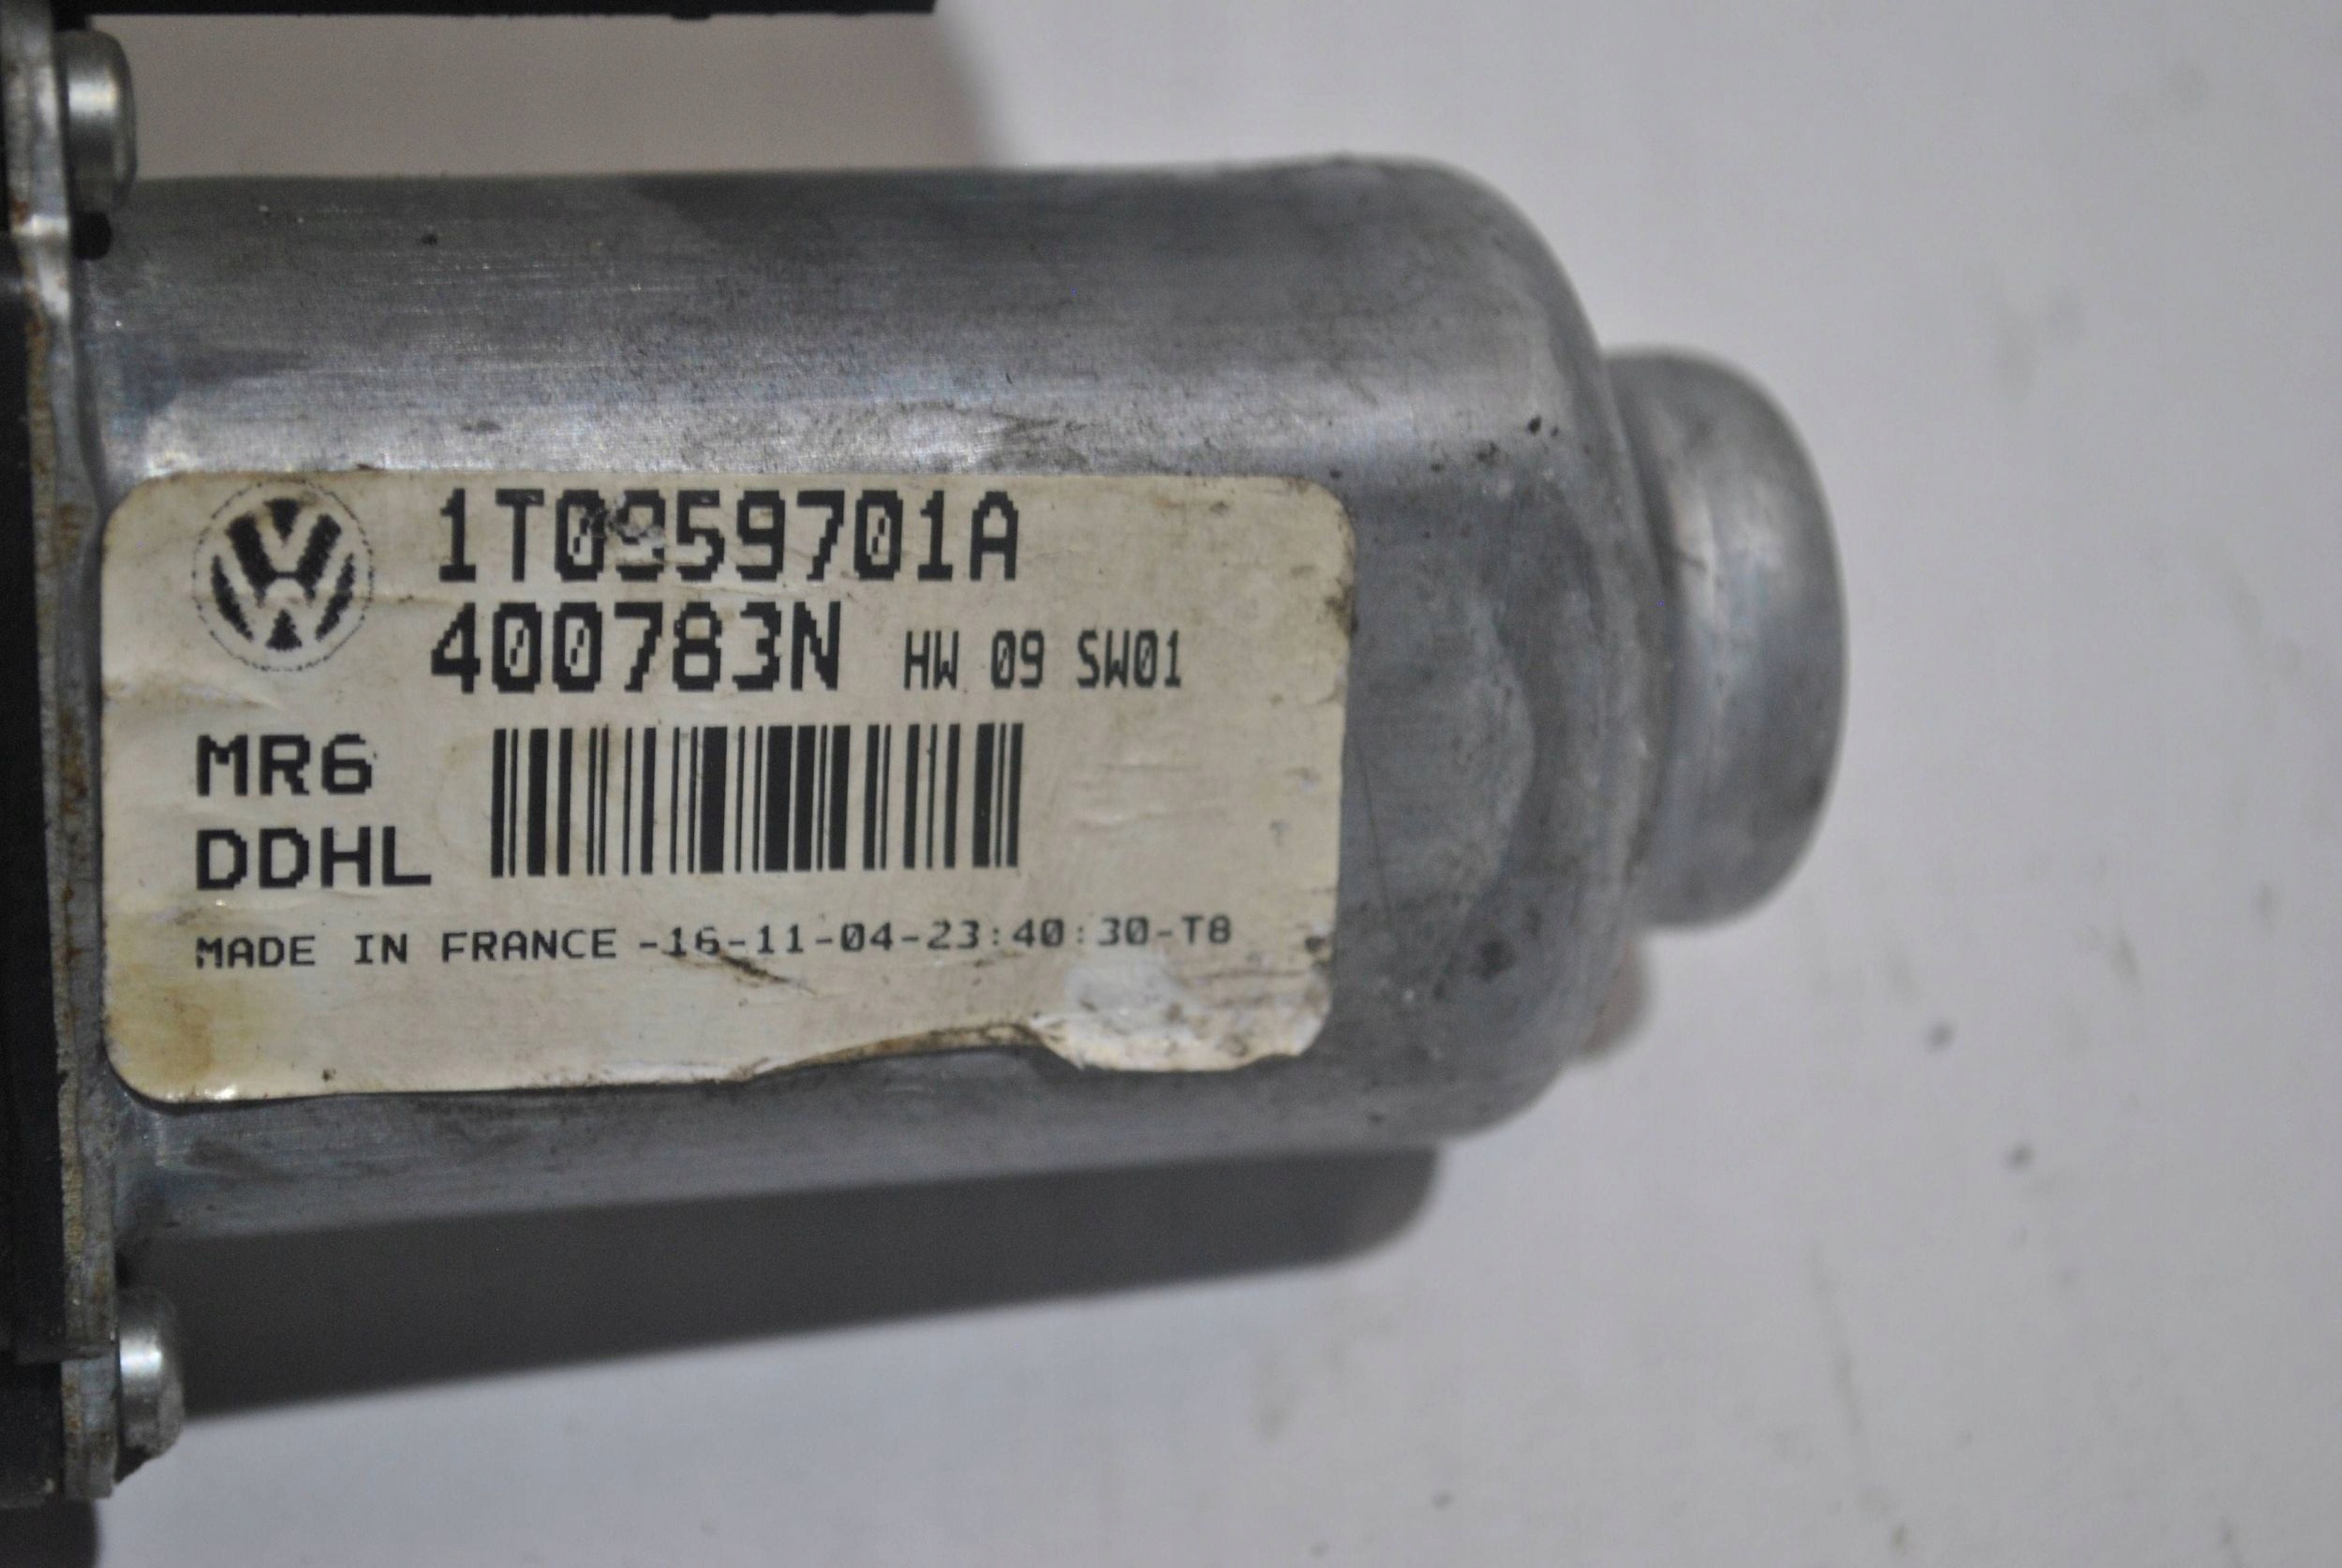 1T0959701A
400783N HW 09 SW01
MR6
DDHL
MADE IN FRANCE -16-11-04-23:40:30-T8